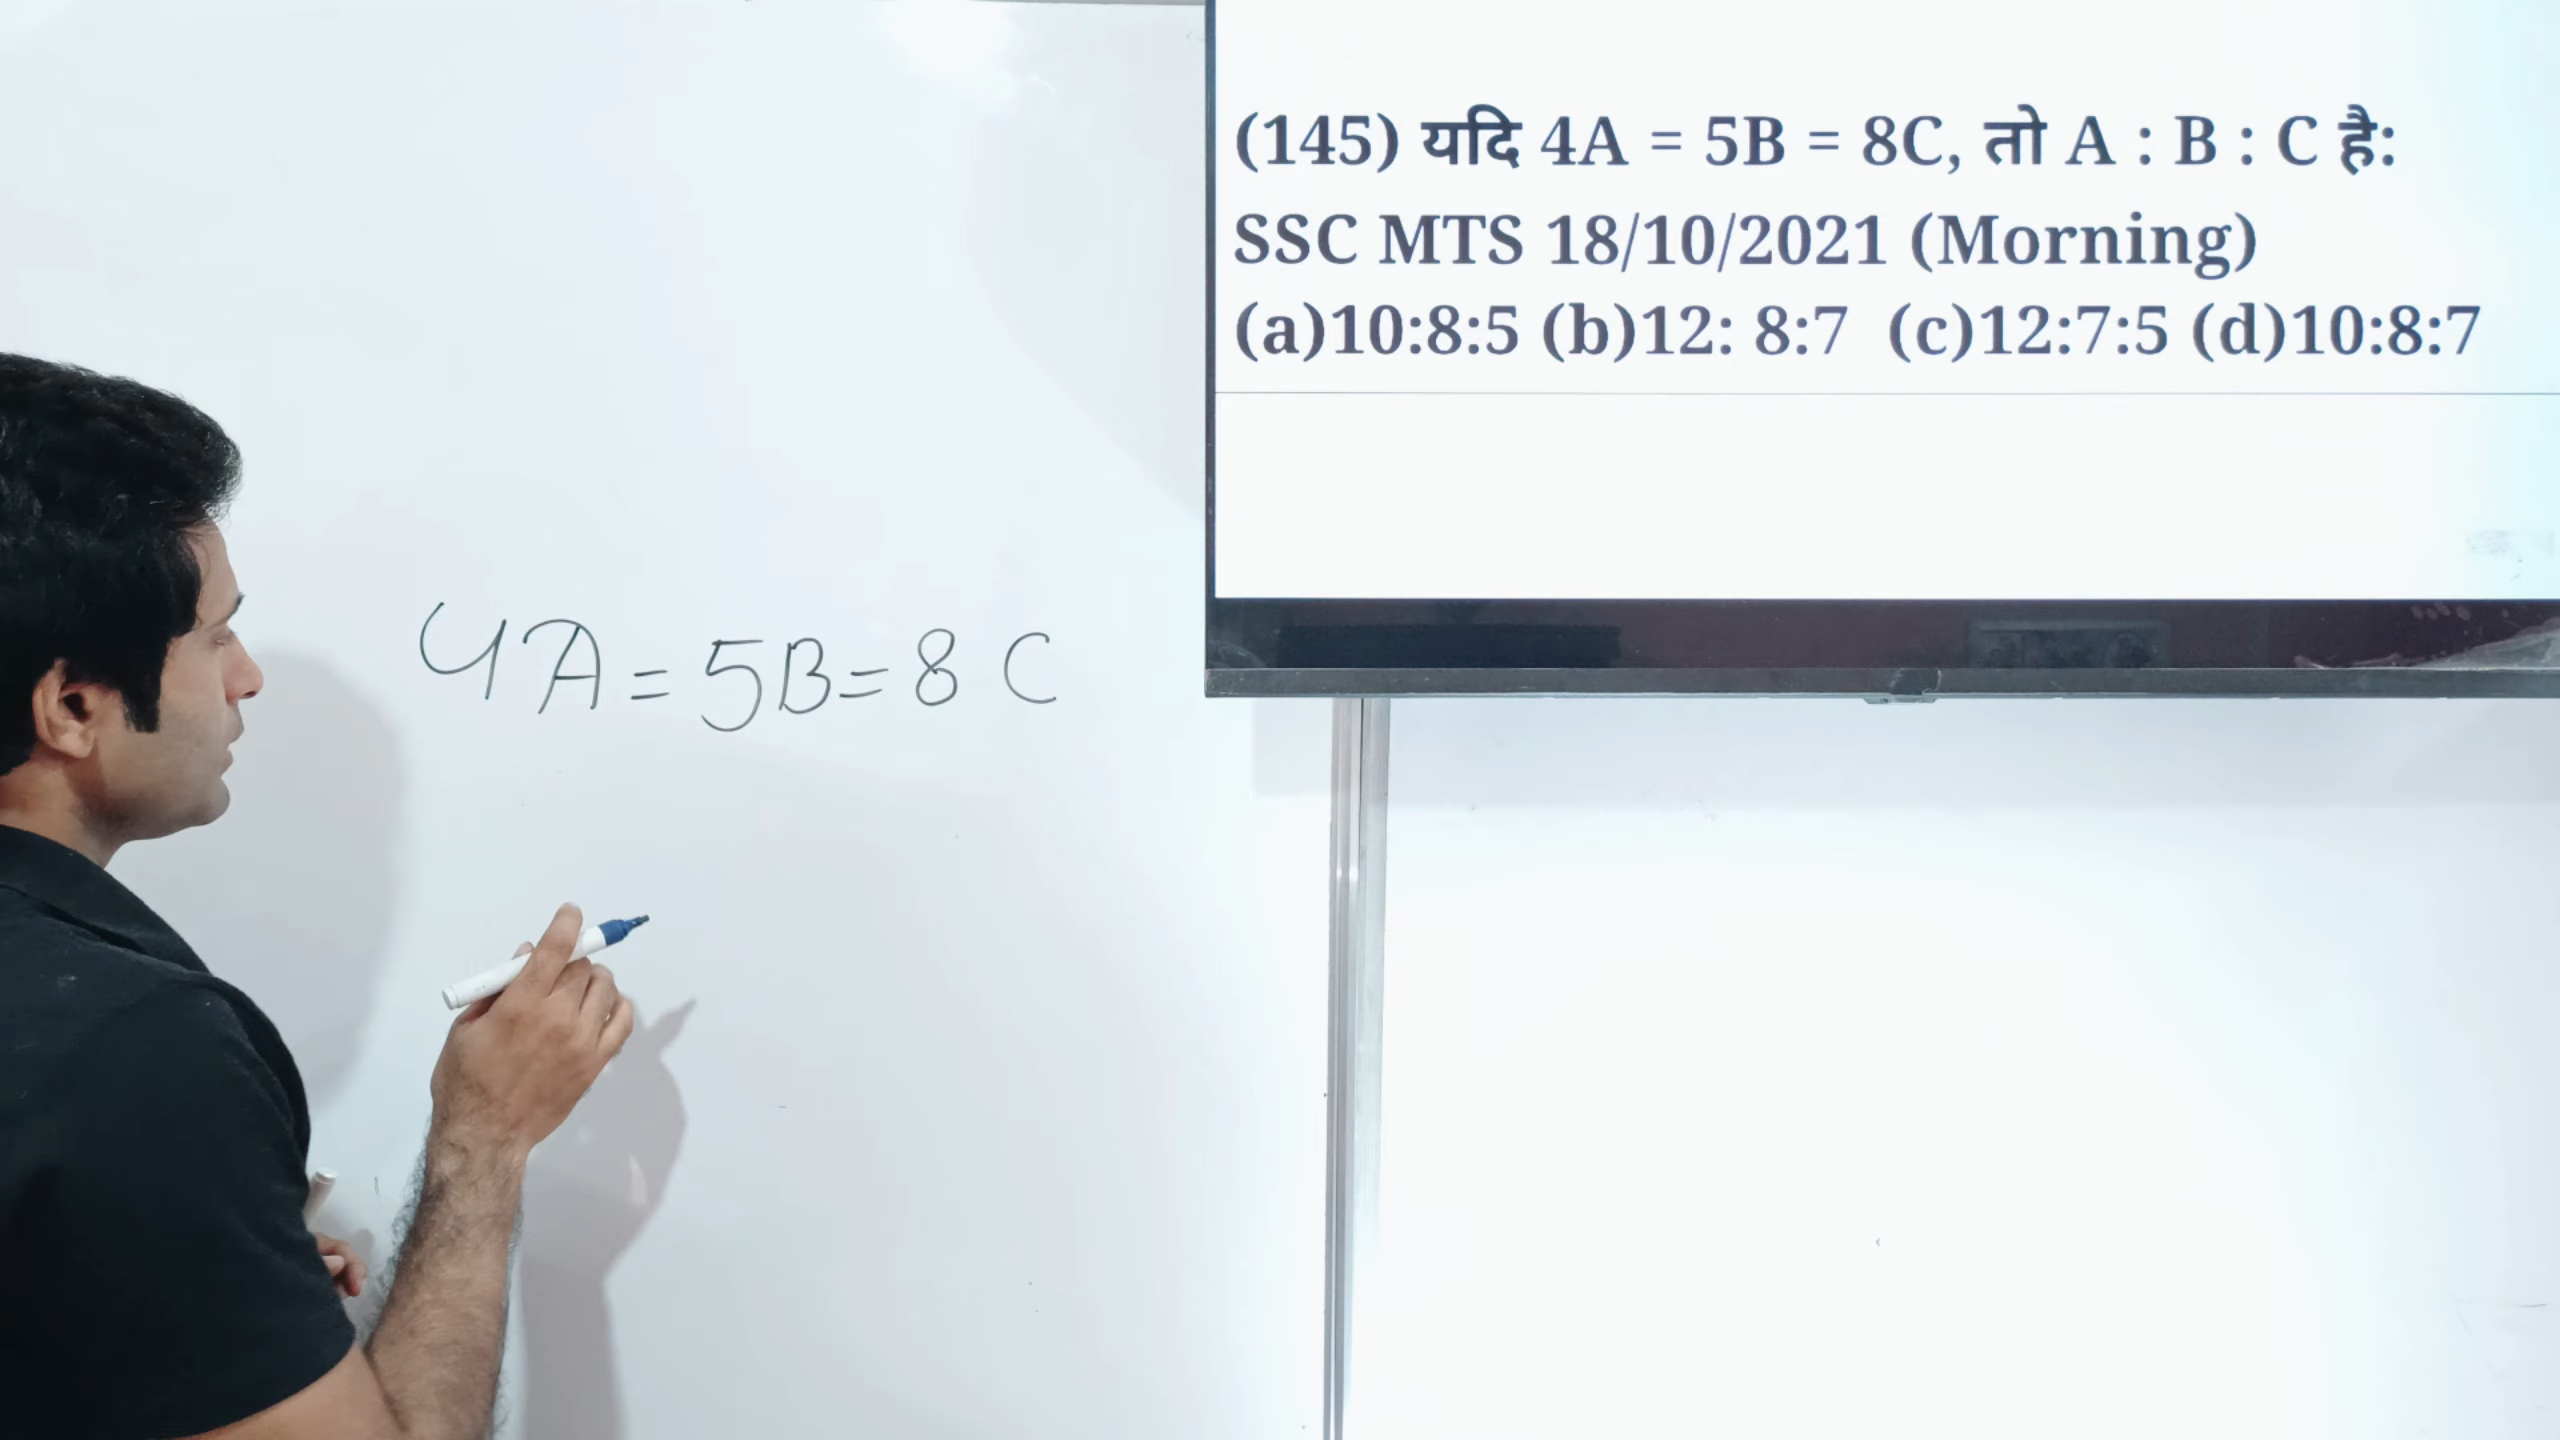 (145) यदि 4A = 5B = 8C, तो A : B : C है:
SSC MTS 18/10/2021 (Morning)
(a)10:8:5 (b)12: 8:7 (c)12:7:5 (d)10:8:7
4A = 5B = 8 C